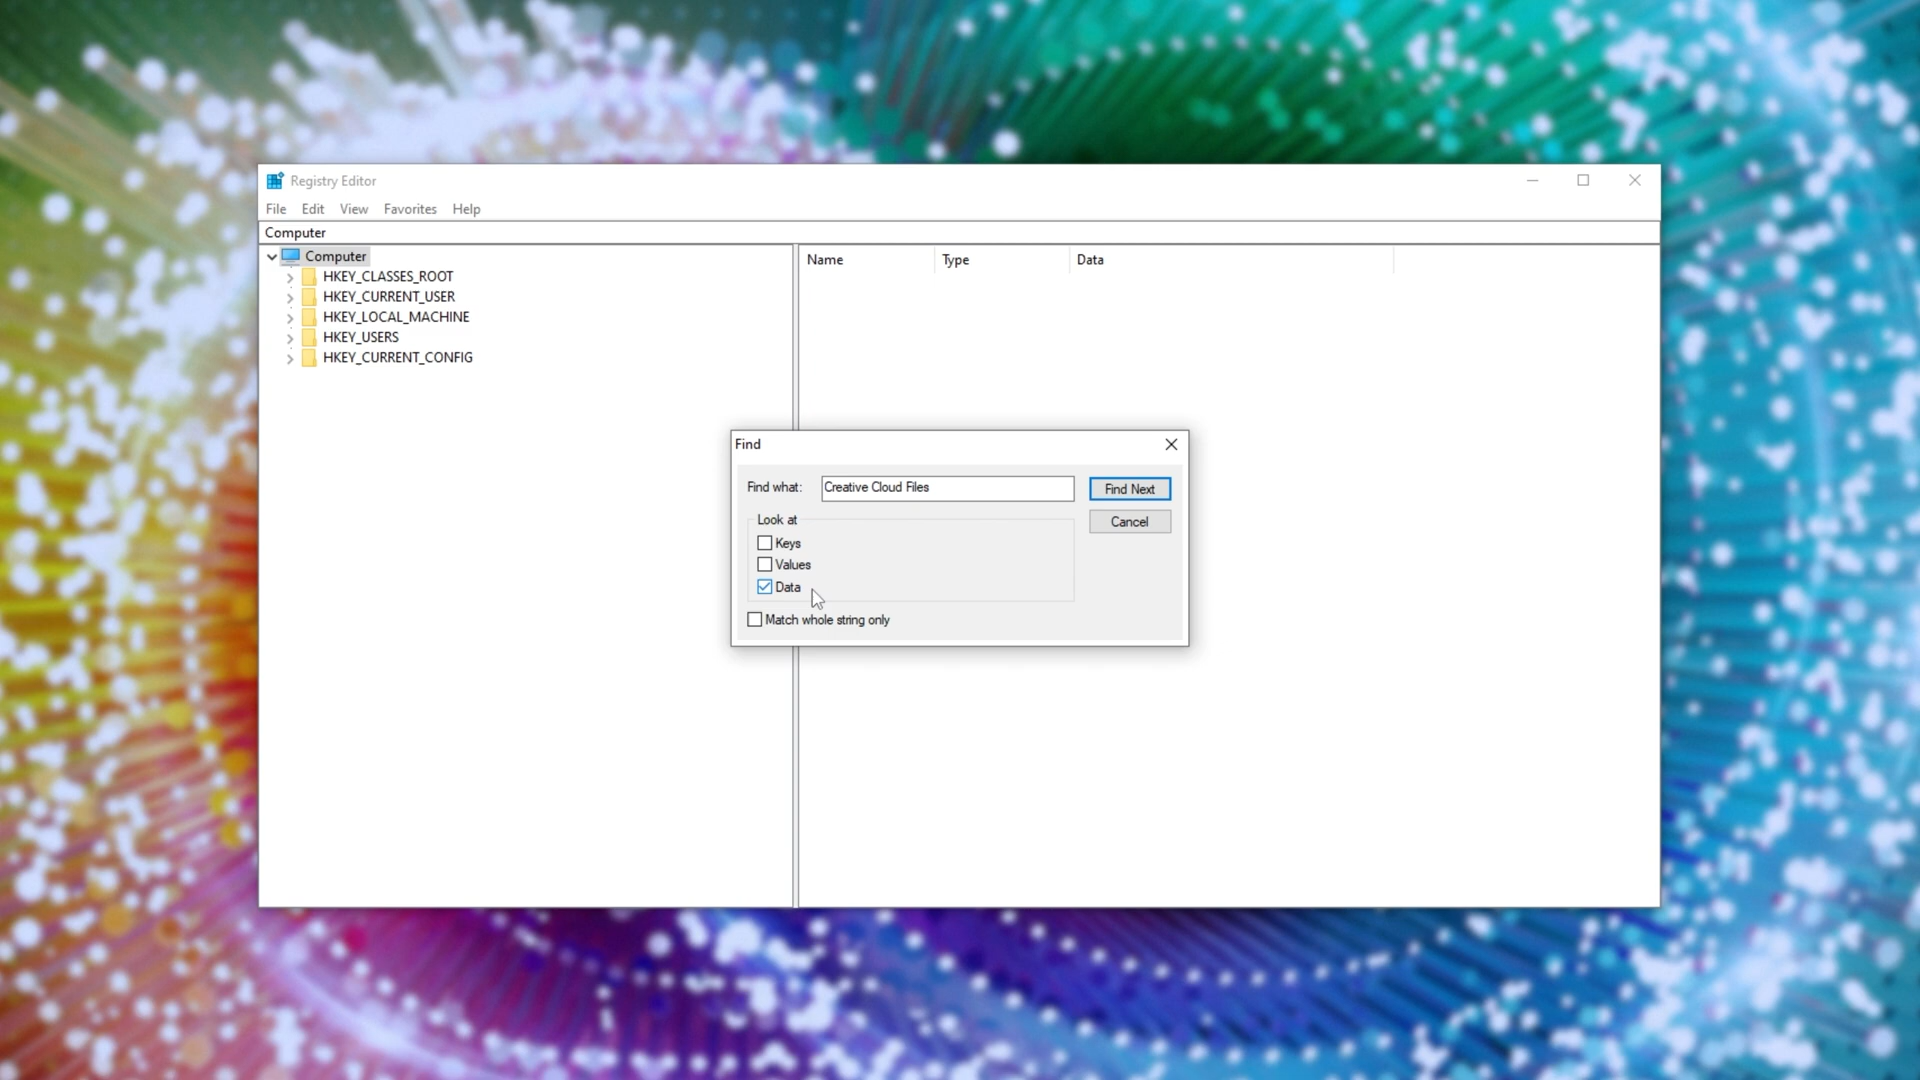 Registry Editor
File Edit View Favorites Help
Computer
Computer
HKEY_CLASSES_ROOT
HKEY_CURRENT_USER
HKEY_LOCAL_MACHINE
HKEY_USERS
HKEY_CURRENT_CONFIG
Name Type Data
Find
Find what: Creative Cloud Files
Find Next
Look at
Cancel
Keys
Values
Data
Match whole string only